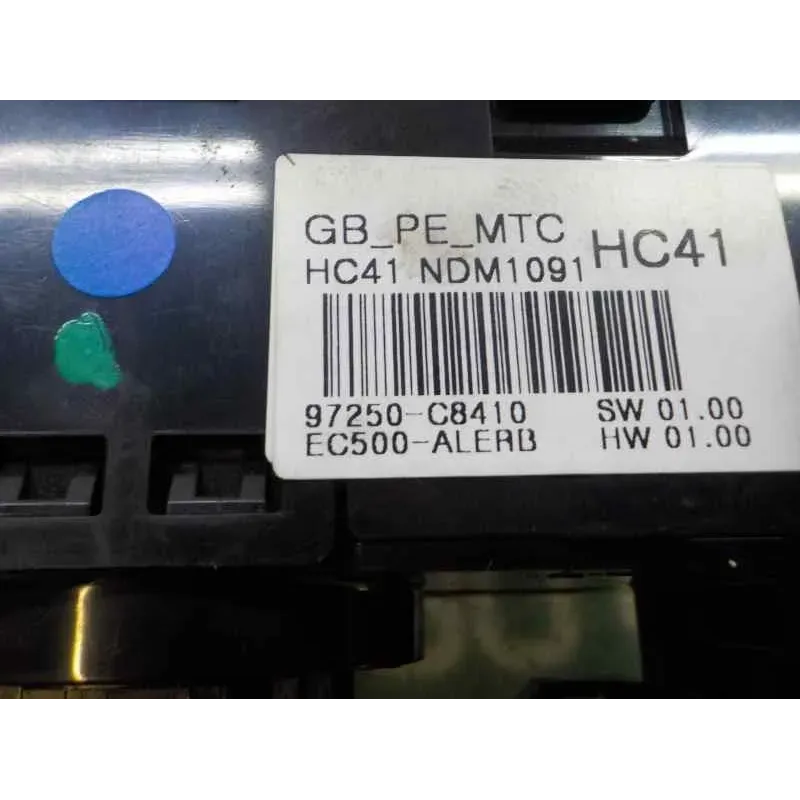 GB_PE_MTC
HC41 NDM1091 HC41
97250-C8410 SW 01.00
EC500-ALERB HW 01.00